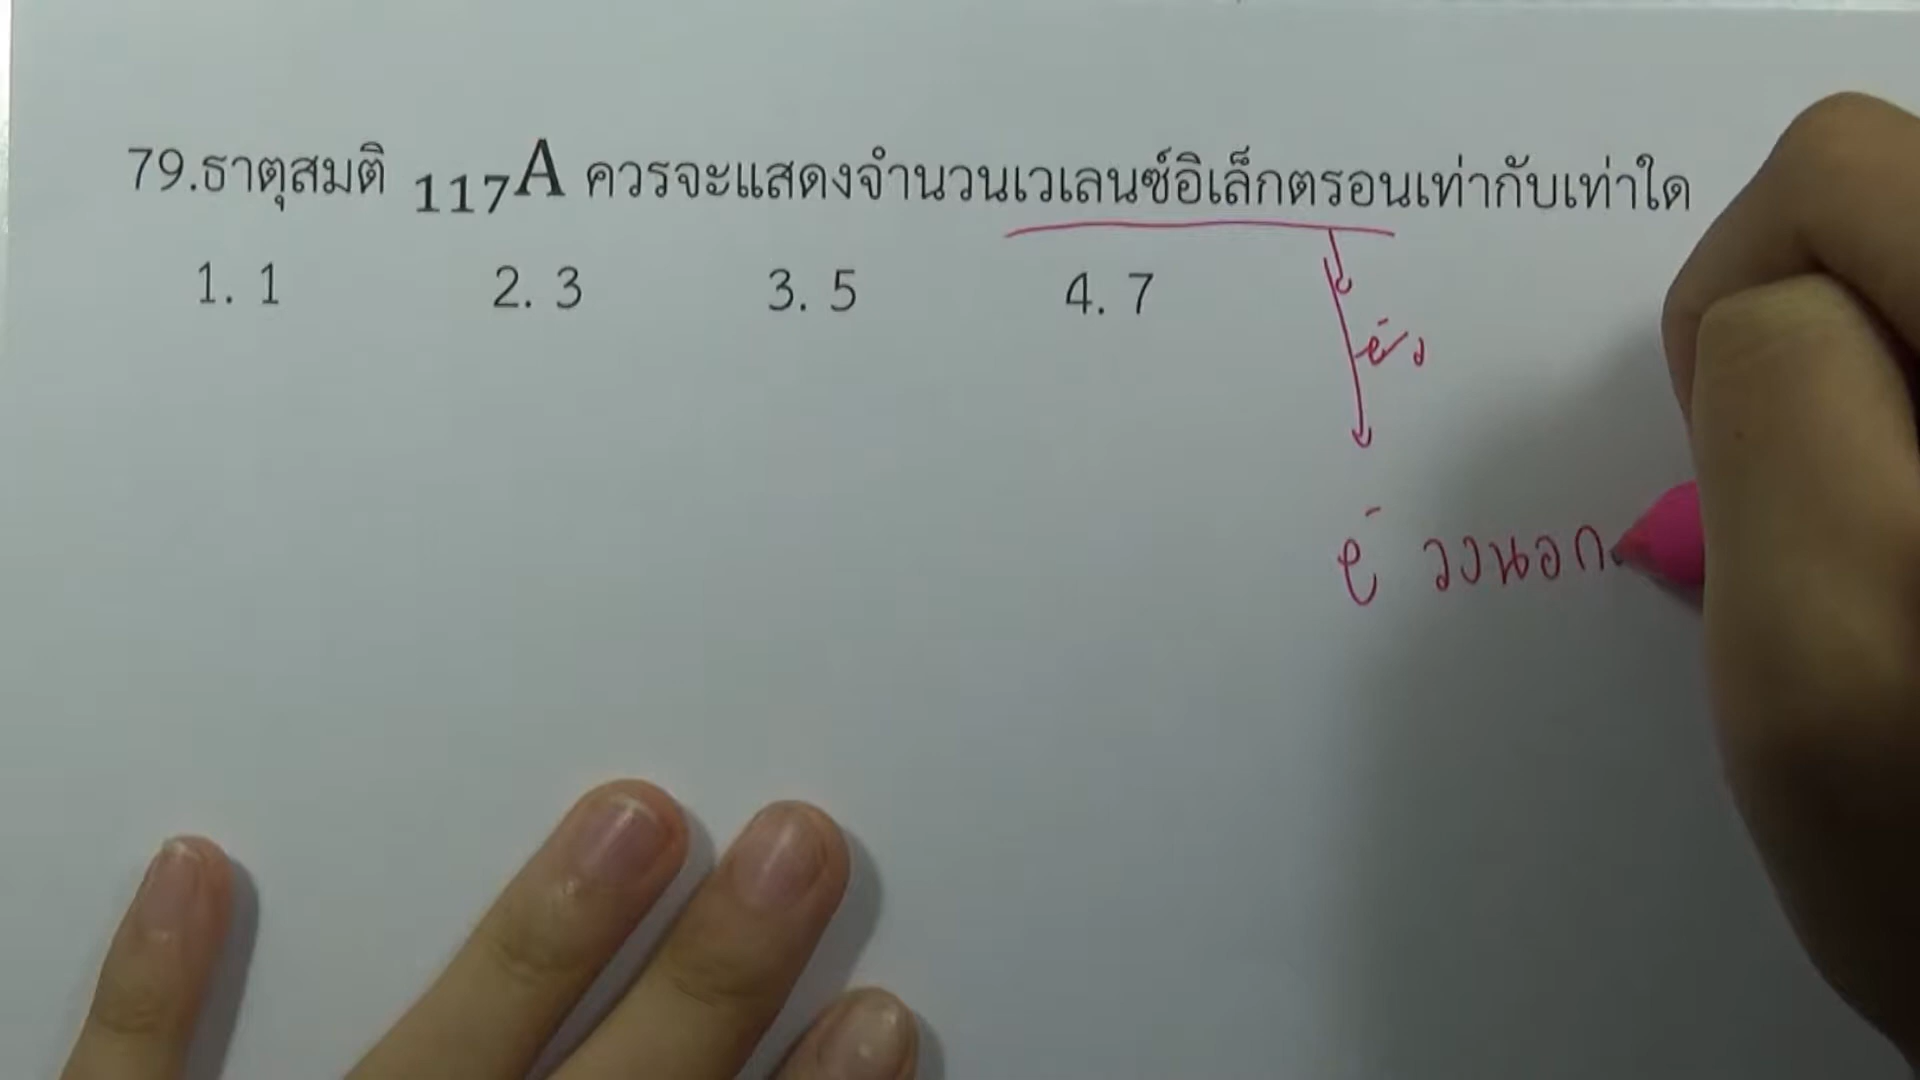 79.ธาตุสมติ ₁₁₇A ควรจะแสดงจำนวนเวเลนซ์อิเล็กตรอนเท่ากับเท่าใด
1. 1 2. 3 3. 5 4. 7
e⁻ วงนอก